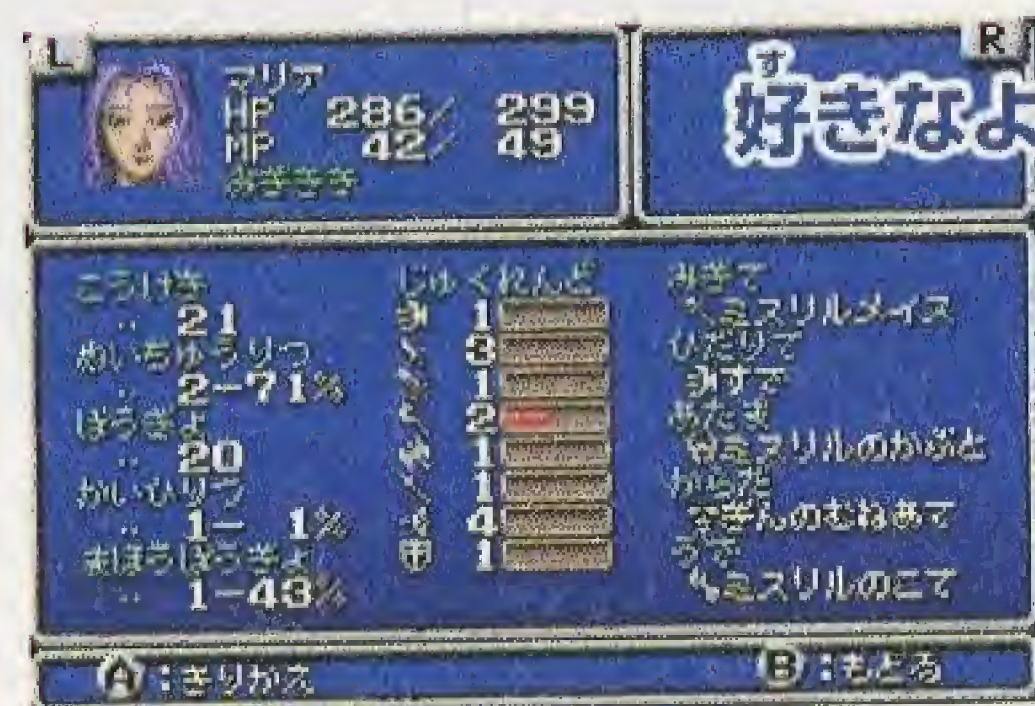 L
R
マリア
HP 286/ 299
MP 42/ 49
みぎきき
す
好きなよ
こうげき
21
めいちゅうりつ
2-71%
ぼうぎょ
20
かいひりつ
1- 1%
まほうぼうぎょ
1-43%
じゅくれんど
1
3
1
2
1
1
4
1
みぎて
ミスリルメイス
ひだりて
すで
あたま
ミスリルのかぶと
からだ
ぎんのむねあて
うで
ミスリルのこて
A:きりかえ
B:もどる